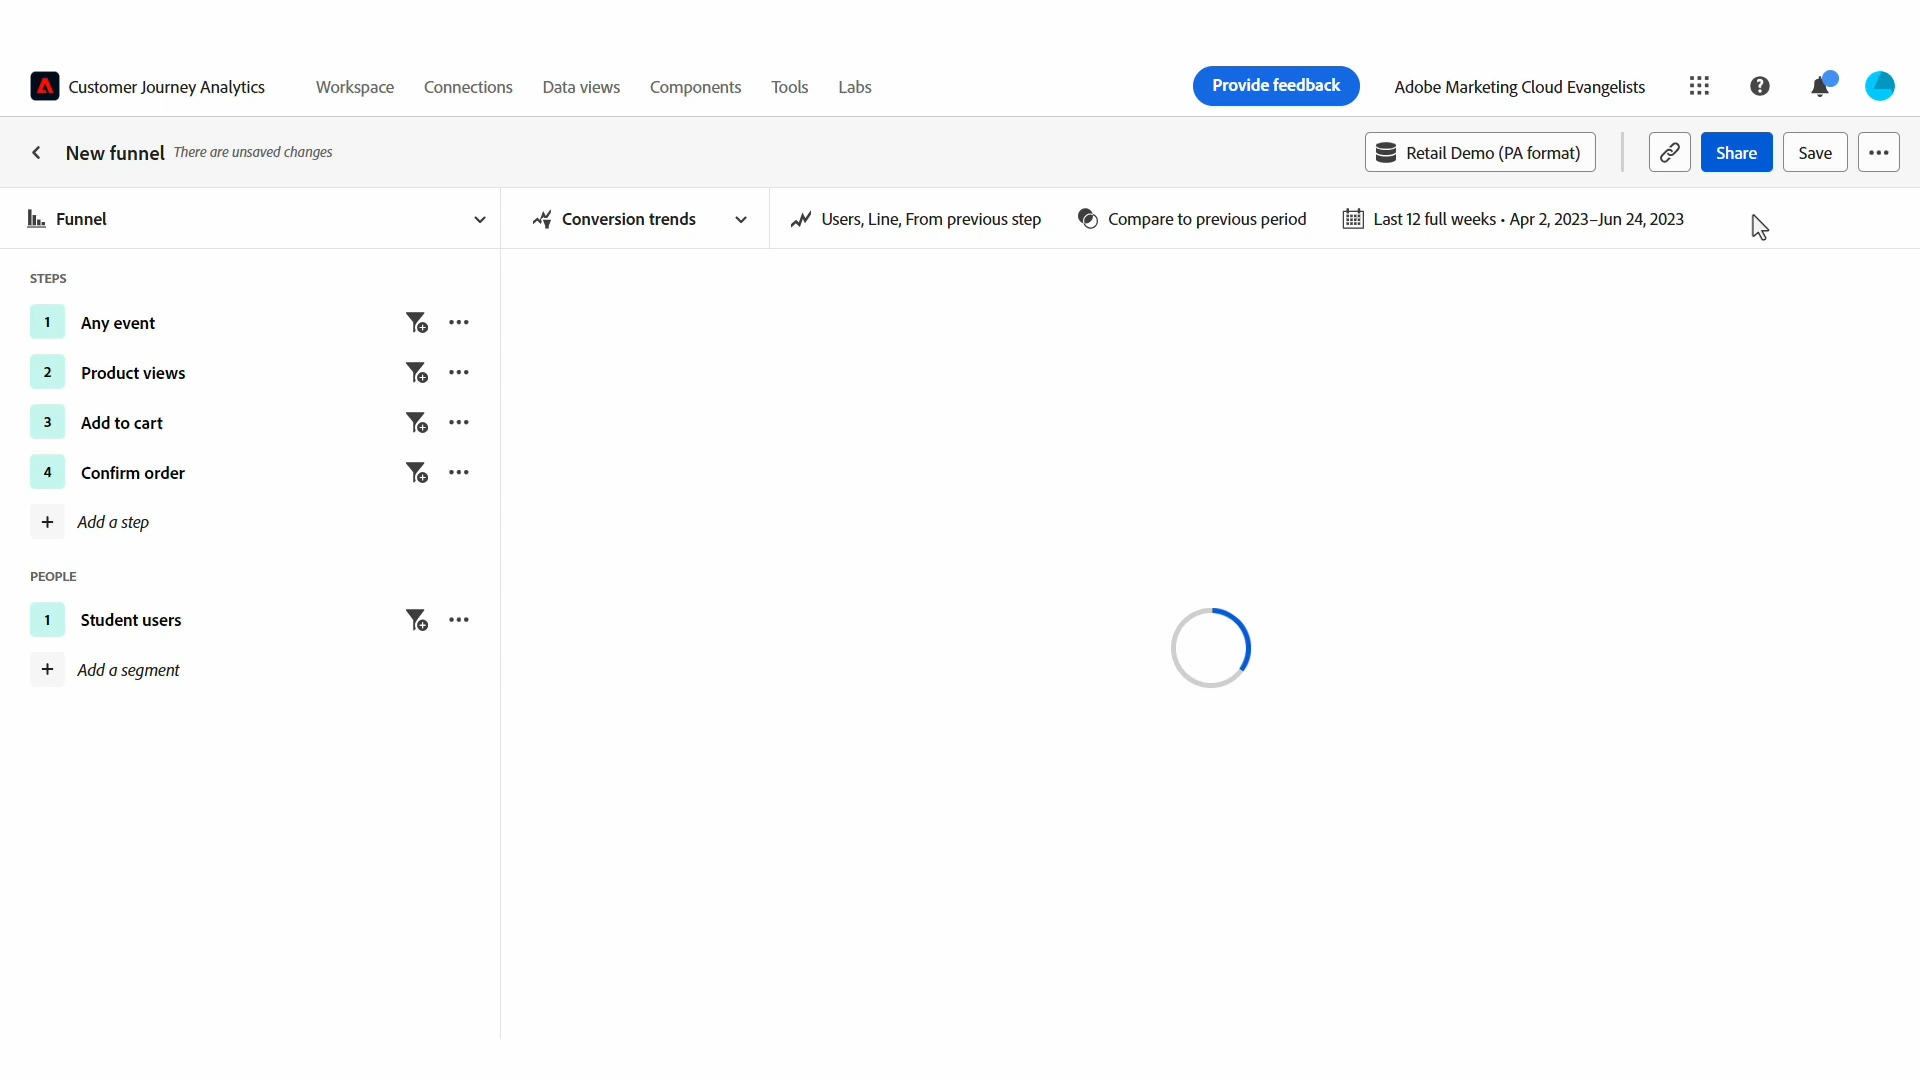 Customer Journey Analytics Workspace Connections Data views Components Tools Labs Provide feedback Adobe Marketing Cloud Evangelists
New funnel There are unsaved changes Retail Demo (PA format) Share Save
Funnel Conversion trends Users, Line, From previous step Compare to previous period Last 12 full weeks • Apr 2, 2023–Jun 24, 2023
STEPS
1 Any event
2 Product views
3 Add to cart
4 Confirm order
+ Add a step
PEOPLE
1 Student users
+ Add a segment